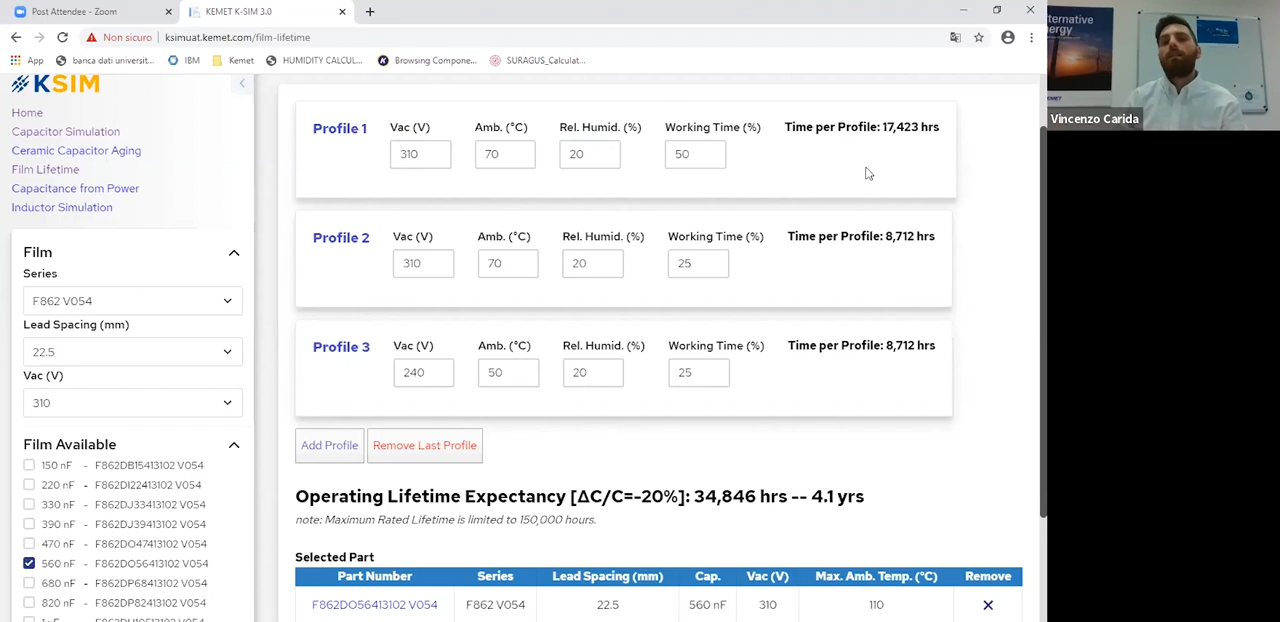 Post Attendee - Zoom
KEMET K-SIM 3.0
Non sicuro
ksimuat.kemet.com/film-lifetime
App
banca dati universit...
IBM
Kemet
HUMIDITY CALCUL...
Browsing Compone...
SURAGUS_Calculat...
KSIM
Home
Capacitor Simulation
Ceramic Capacitor Aging
Film Lifetime
Capacitance from Power
Inductor Simulation
Film
Series
F862 V054
Lead Spacing (mm)
22.5
Vac (V)
310
Film Available
150 nF - F862DB15413102 V054
220 nF - F862DI22413102 V054
330 nF - F862DJ33413102 V054
390 nF - F862DJ39413102 V054
470 nF - F862DO47413102 V054
560 nF - F862DO56413102 V054
680 nF - F862DP68413102 V054
820 nF - F862DP82413102 V054
Profile 1
Vac (V) Amb. (°C) Rel. Humid. (%) Working Time (%) Time per Profile: 17,423 hrs
310 70 20 50
Profile 2
Vac (V) Amb. (°C) Rel. Humid. (%) Working Time (%) Time per Profile: 8,712 hrs
310 70 20 25
Profile 3
Vac (V) Amb. (°C) Rel. Humid. (%) Working Time (%) Time per Profile: 8,712 hrs
240 50 20 25
Add Profile
Remove Last Profile
Operating Lifetime Expectancy [ΔC/C=-20%]: 34,846 hrs -- 4.1 yrs
note: Maximum Rated Lifetime is limited to 150,000 hours.
Selected Part
Part Number Series Lead Spacing (mm) Cap. Vac (V) Max. Amb. Temp. (°C) Remove
F862DO56413102 V054 F862 V054 22.5 560 nF 310 110
ternative
ergy
Vincenzo Carida